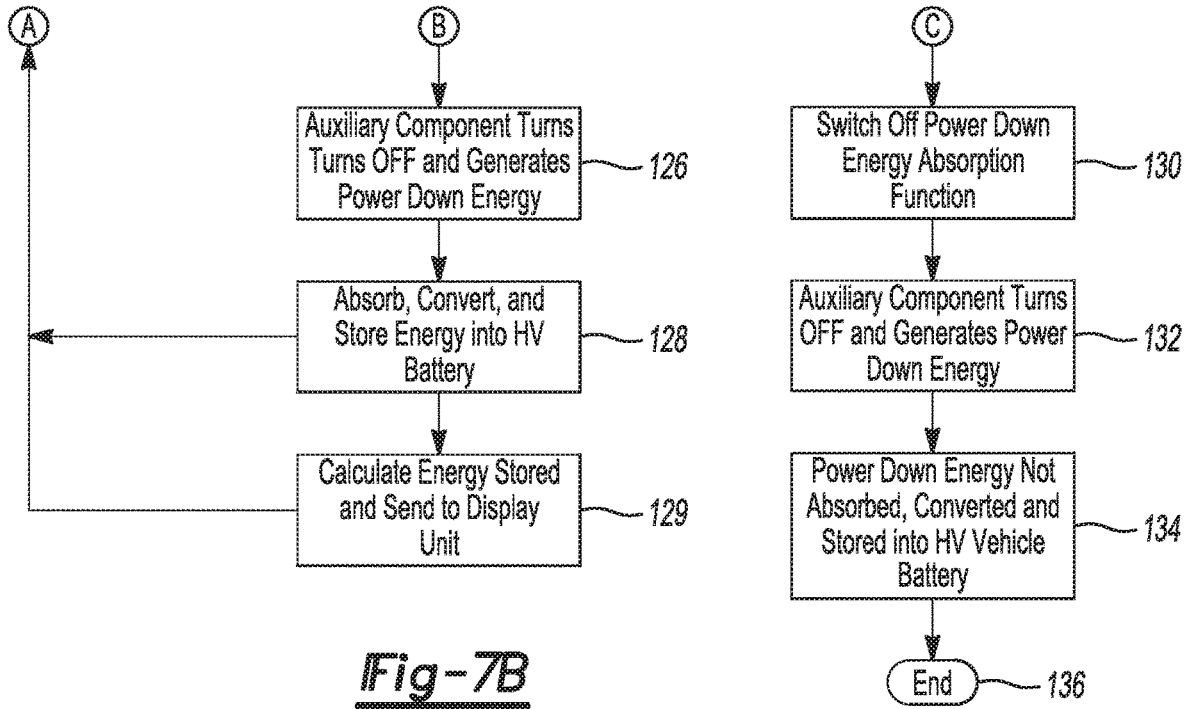 A
B
Auxiliary Component Turns
Turns OFF and Generates
Power Down Energy
126
Absorb, Convert, and
Store Energy into HV
Battery
128
Calculate Energy Stored
and Send to Display
Unit
129
C
Switch Off Power Down
Energy Absorption
Function
130
Auxiliary Component Turns
OFF and Generates Power
Down Energy
132
Power Down Energy Not
Absorbed, Converted and
Stored into HV Vehicle
Battery
134
End
136
Fig-7B